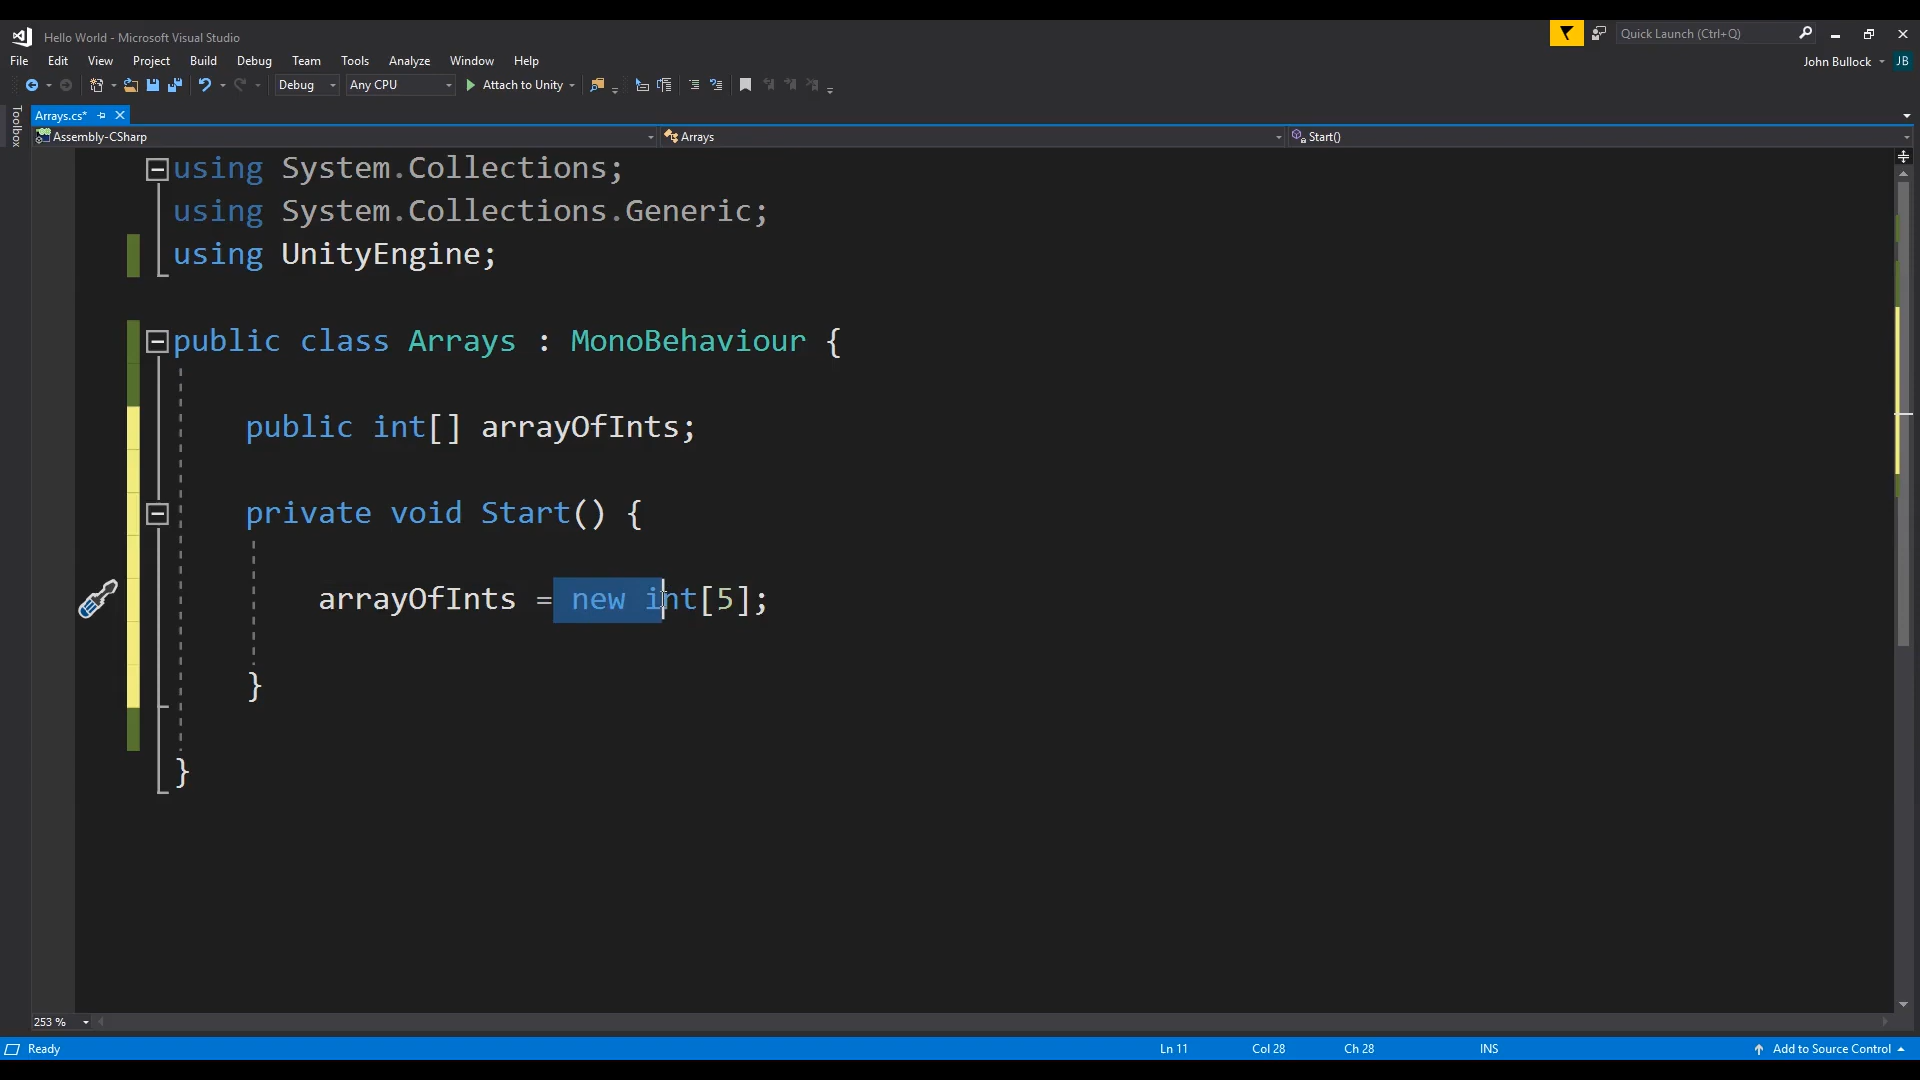 Hello World - Microsoft Visual Studio
Quick Launch (Ctrl+Q)
File Edit View Project Build Debug Team Tools Analyze Window Help
John Bullock JB
Debug Any CPU Attach to Unity
Toolbox
Arrays.cs*
Assembly-CSharp Arrays Start()
using System.Collections;
using System.Collections.Generic;
using UnityEngine;
public class Arrays : MonoBehaviour {
public int[] arrayOfInts;
private void Start() {
arrayOfInts = new int[5];
}
}
253 %
Ready Ln 11 Col 28 Ch 28 INS Add to Source Control